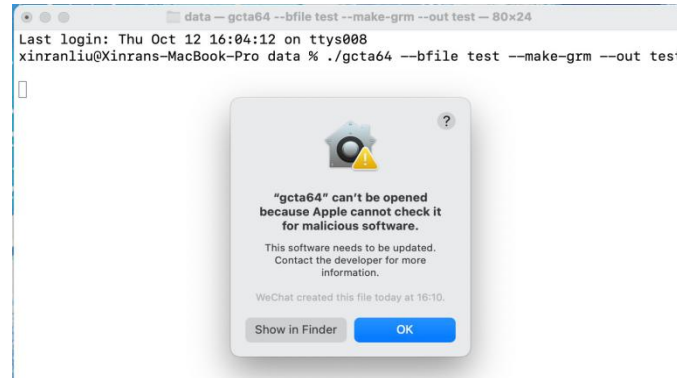 data — gcta64 --bfile test --make-grm --out test — 80×24
Last login: Thu Oct 12 16:04:12 on ttys008
xinranliu@Xinrans-MacBook-Pro data % ./gcta64 --bfile test --make-grm --out test
?
"gcta64" can't be opened
because Apple cannot check it
for malicious software.
This software needs to be updated.
Contact the developer for more
information.
WeChat created this file today at 16:10.
Show in Finder
OK